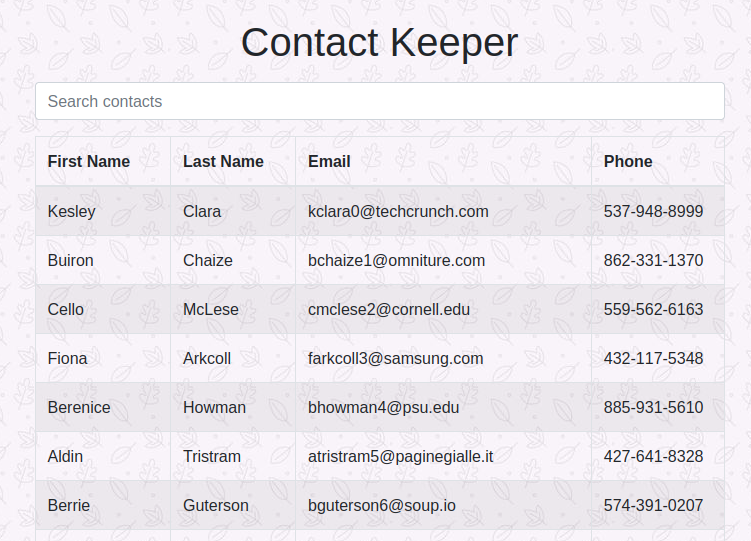 Contact Keeper
Search contacts
First Name Last Name Email Phone
Kesley Clara kclara0@techcrunch.com 537-948-8999
Buiron Chaize bchaize1@omniture.com 862-331-1370
Cello McLese cmclese2@cornell.edu 559-562-6163
Fiona Arkcoll farkcoll3@samsung.com 432-117-5348
Berenice Howman bhowman4@psu.edu 885-931-5610
Aldin Tristram atristram5@paginegialle.it 427-641-8328
Berrie Guterson bguterson6@soup.io 574-391-0207